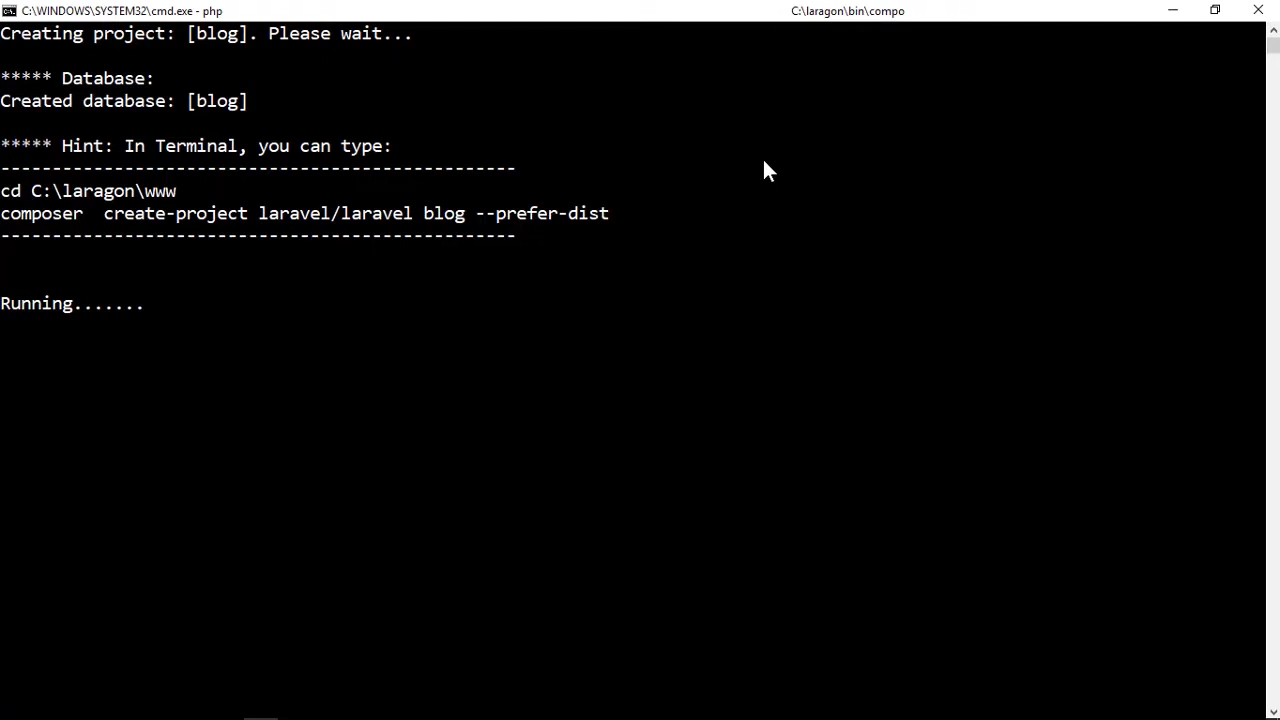 C:\WINDOWS\SYSTEM32\cmd.exe - php C:\laragon\bin\compo
Creating project: [blog]. Please wait...
***** Database:
Created database: [blog]
***** Hint: In Terminal, you can type:
--------------------------------------------------
cd C:\laragon\www
composer  create-project laravel/laravel blog --prefer-dist
--------------------------------------------------
Running.......